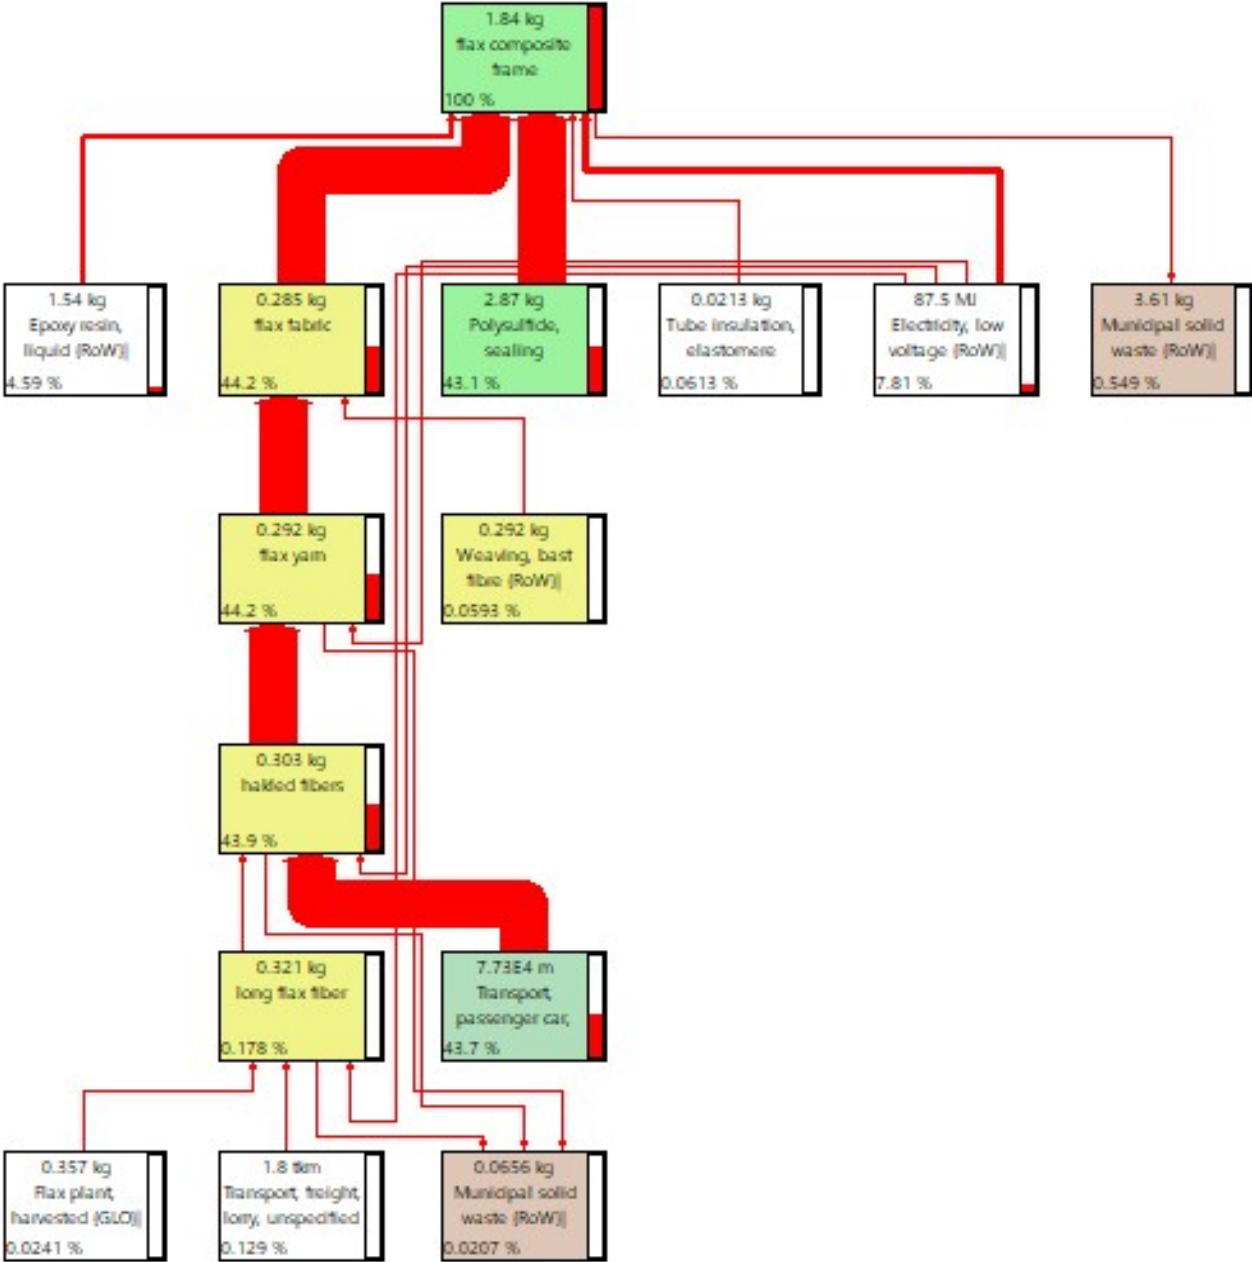 1.84 kg
flax composite
frame
100 %
1.54 kg
Epoxy resin,
liquid {RoW}|
4.59 %
0.285 kg
flax fabric
44.2 %
2.87 kg
Polysulfide,
sealing
43.1 %
0.0213 kg
Tube insulation,
elastomere
0.0613 %
87.5 MJ
Electricity, low
voltage {RoW}|
7.81 %
3.61 kg
Municipal solid
waste {RoW}|
0.549 %
0.292 kg
flax yarn
44.2 %
0.292 kg
Weaving, bast
fibre {RoW}|
0.0593 %
0.303 kg
hakled fibers
43.9 %
0.321 kg
long flax fiber
0.178 %
7.73E4 m
Transport,
passenger car,
43.7 %
0.357 kg
Flax plant,
harvested {GLO}|
0.0241 %
1.8 tkm
Transport, freight,
lorry, unspecified
0.129 %
0.0656 kg
Municipal solid
waste {RoW}|
0.0207 %